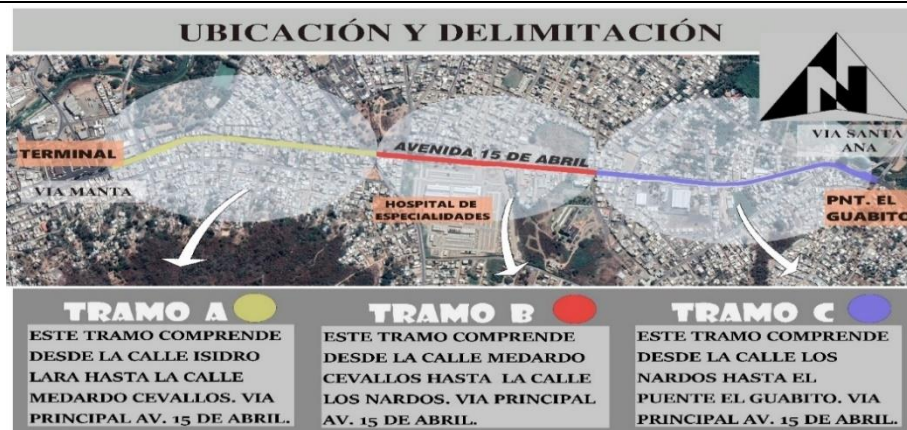 UBICACIÓN Y DELIMITACIÓN
N
VIA SANTA
ANA
TERMINAL
AVENIDA 15 DE ABRIL
VIA MANTA
HOSPITAL DE
ESPECIALIDADES
PNT. EL
GUABITO
TRAMO A
ESTE TRAMO COMPRENDE
DESDE LA CALLE ISIDRO
LARA HASTA LA CALLE
MEDARDO CEVALLOS. VIA
PRINCIPAL AV. 15 DE ABRIL.
TRAMO B
ESTE TRAMO COMPRENDE
DESDE LA CALLE MEDARDO
CEVALLOS HASTA LA CALLE
LOS NARDOS. VIA PRINCIPAL
AV. 15 DE ABRIL.
TRAMO C
ESTE TRAMO COMPRENDE
DESDE LA CALLE LOS
NARDOS HASTA EL
PUENTE EL GUABITO. VIA
PRINCIPAL AV. 15 DE ABRIL.